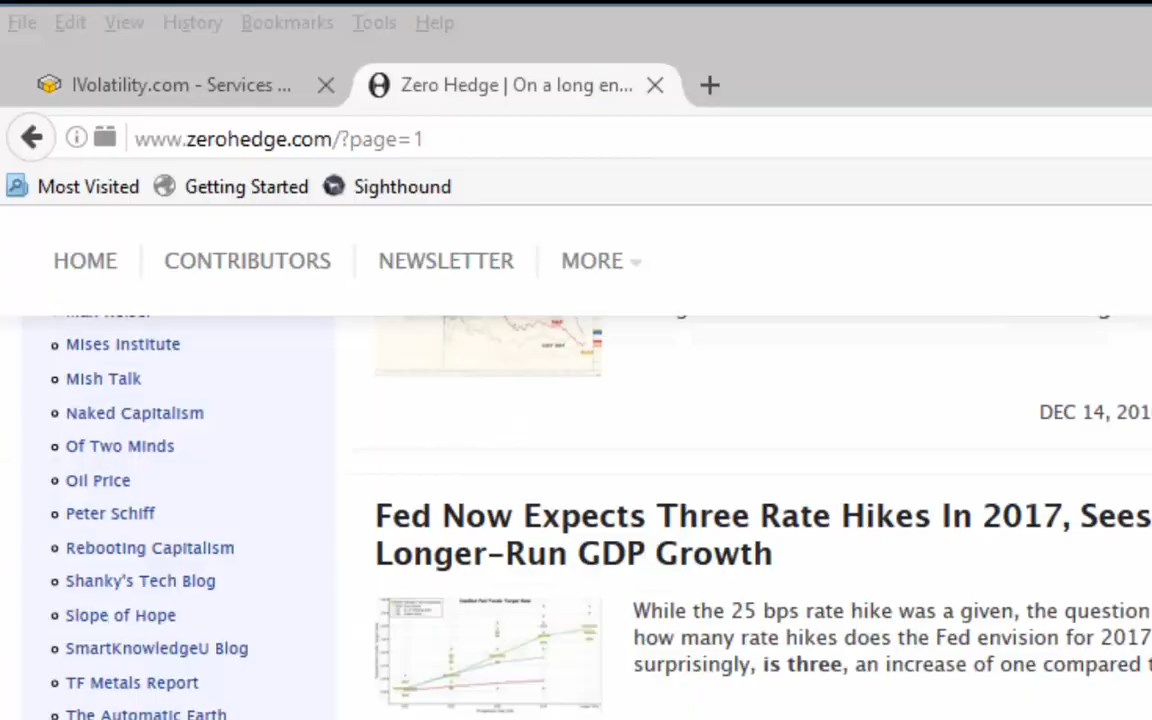 File Edit View History Bookmarks Tools Help
IVolatility.com - Services ...
Zero Hedge | On a long en...
www.zerohedge.com/?page=1
Most Visited Getting Started Sighthound
HOME CONTRIBUTORS NEWSLETTER MORE
Mises Institute
Mish Talk
Naked Capitalism
DEC 14, 201
Of Two Minds
Oil Price
Peter Schiff
Rebooting Capitalism
Shanky's Tech Blog
Slope of Hope
SmartKnowledgeU Blog
TF Metals Report
The Automatic Earth
Fed Now Expects Three Rate Hikes In 2017, Sees
Longer-Run GDP Growth
While the 25 bps rate hike was a given, the question
how many rate hikes does the Fed envision for 2017
surprisingly, is three, an increase of one compared t